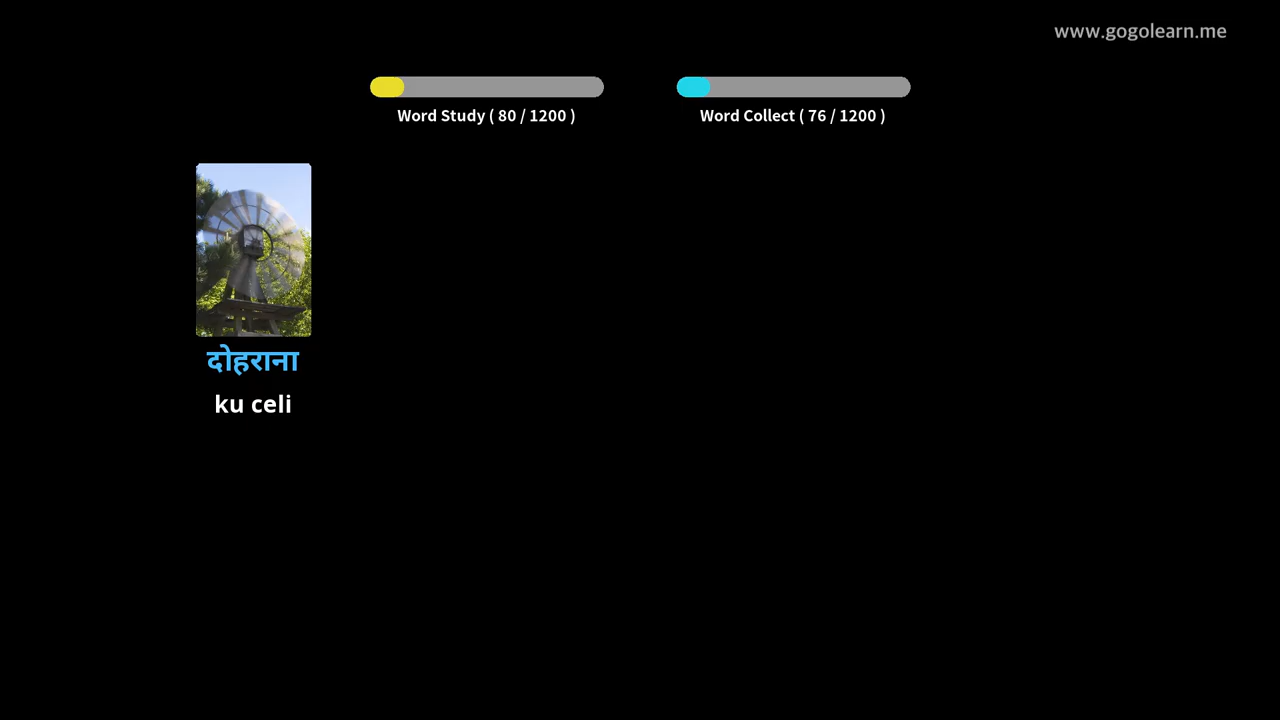 www.gogolearn.me
Word Study ( 80 / 1200 )
Word Collect ( 76 / 1200 )
दोहराना
ku celi